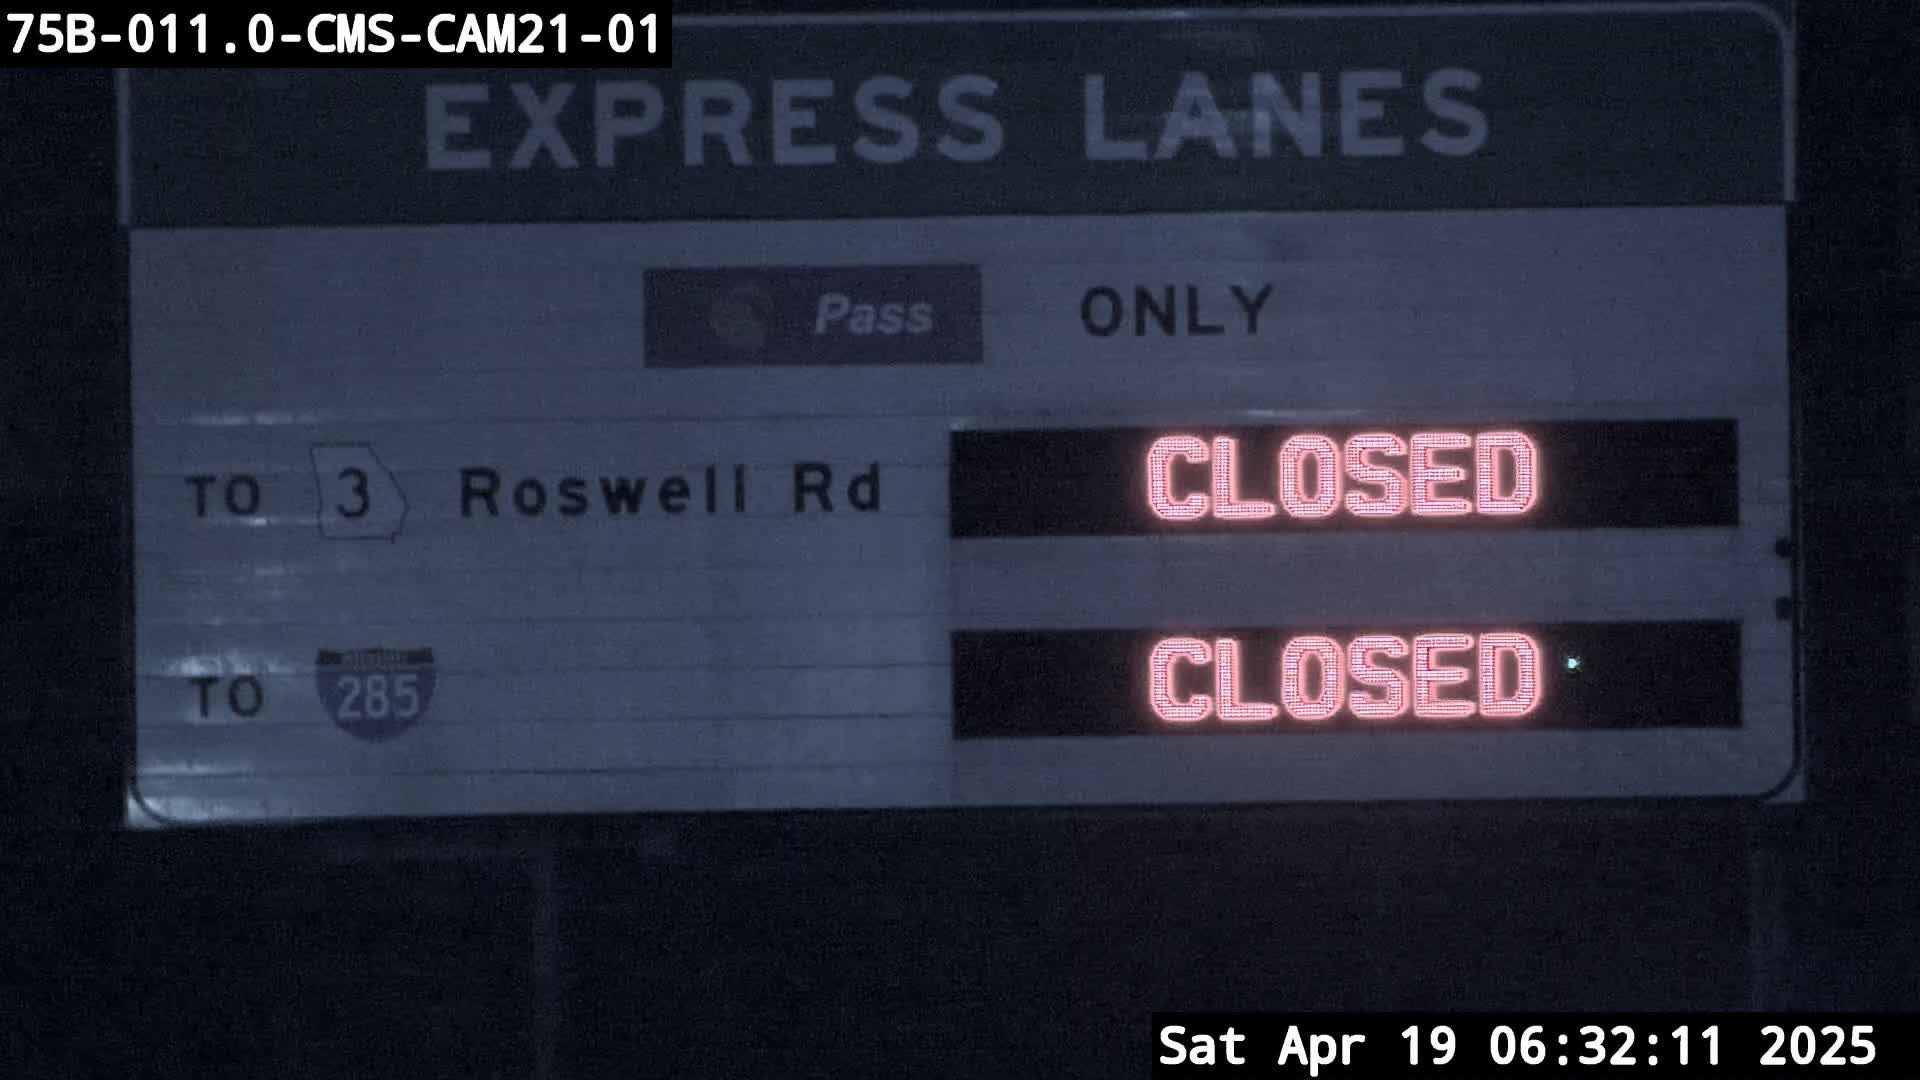 75B-011.0-CMS-CAM21-01
EXPRESS LANES
Pass ONLY
TO 3 Roswell Rd CLOSED
TO 285 CLOSED
Sat Apr 19 06:32:11 2025